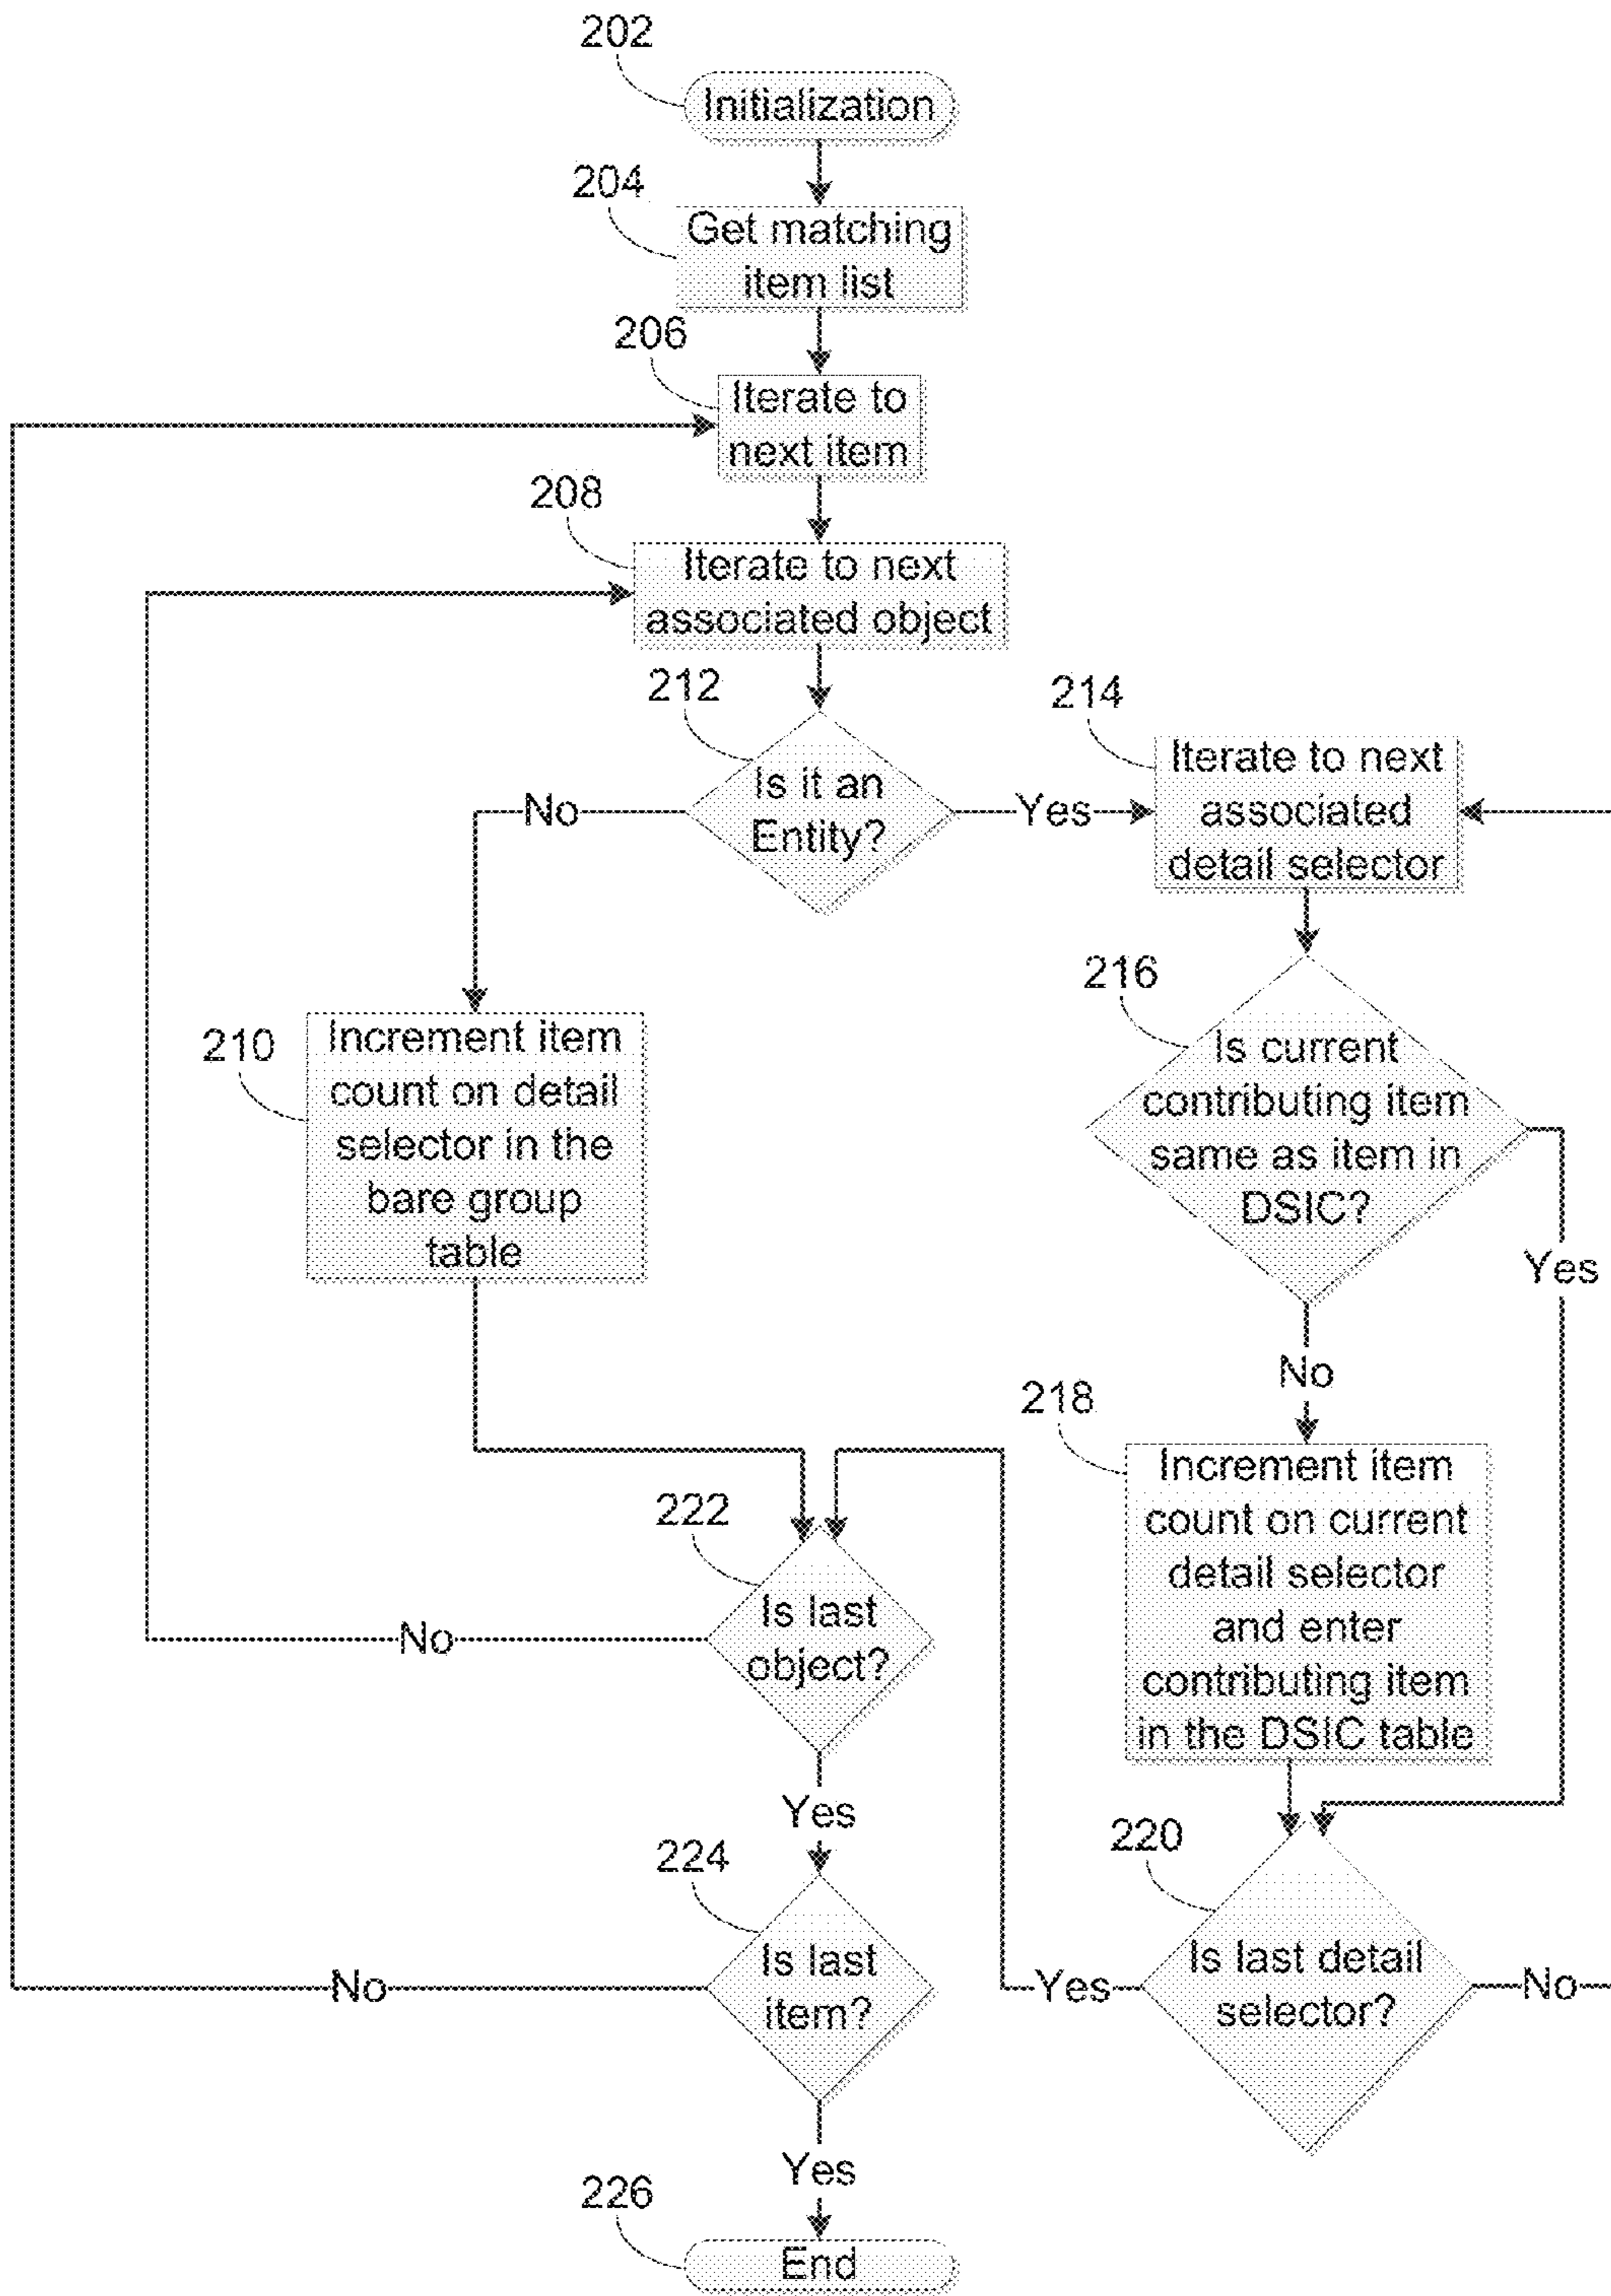 202
Initialization
204
Get matching
item list
206
Iterate to
next item
208
Iterate to next
associated object
212
Is it an
Entity?
No
Yes
214
Iterate to next
associated
detail selector
210
Increment item
count on detail
selector in the
bare group
table
216
Is current
contributing item
same as item in
DSIC?
Yes
No
218
Increment item
count on current
detail selector
and enter
contributing item
in the DSIC table
222
Is last
object?
No
Yes
220
Is last detail
selector?
Yes
No
224
Is last
item?
No
Yes
226
End